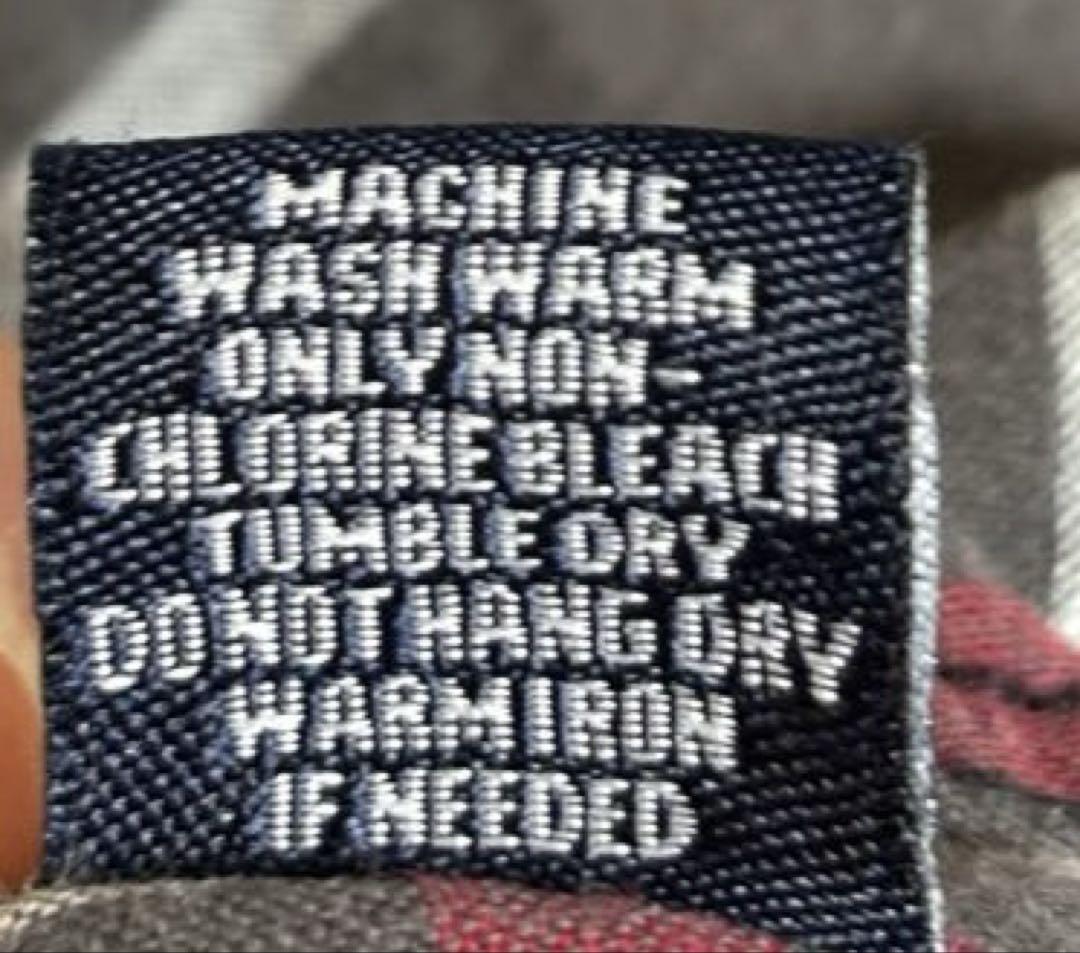 MACHINE
WASH WARM
ONLY NON-
CHLORINE BLEACH
TUMBLE DRY
DO NOT HANG DRY
WARM IRON
IF NEEDED